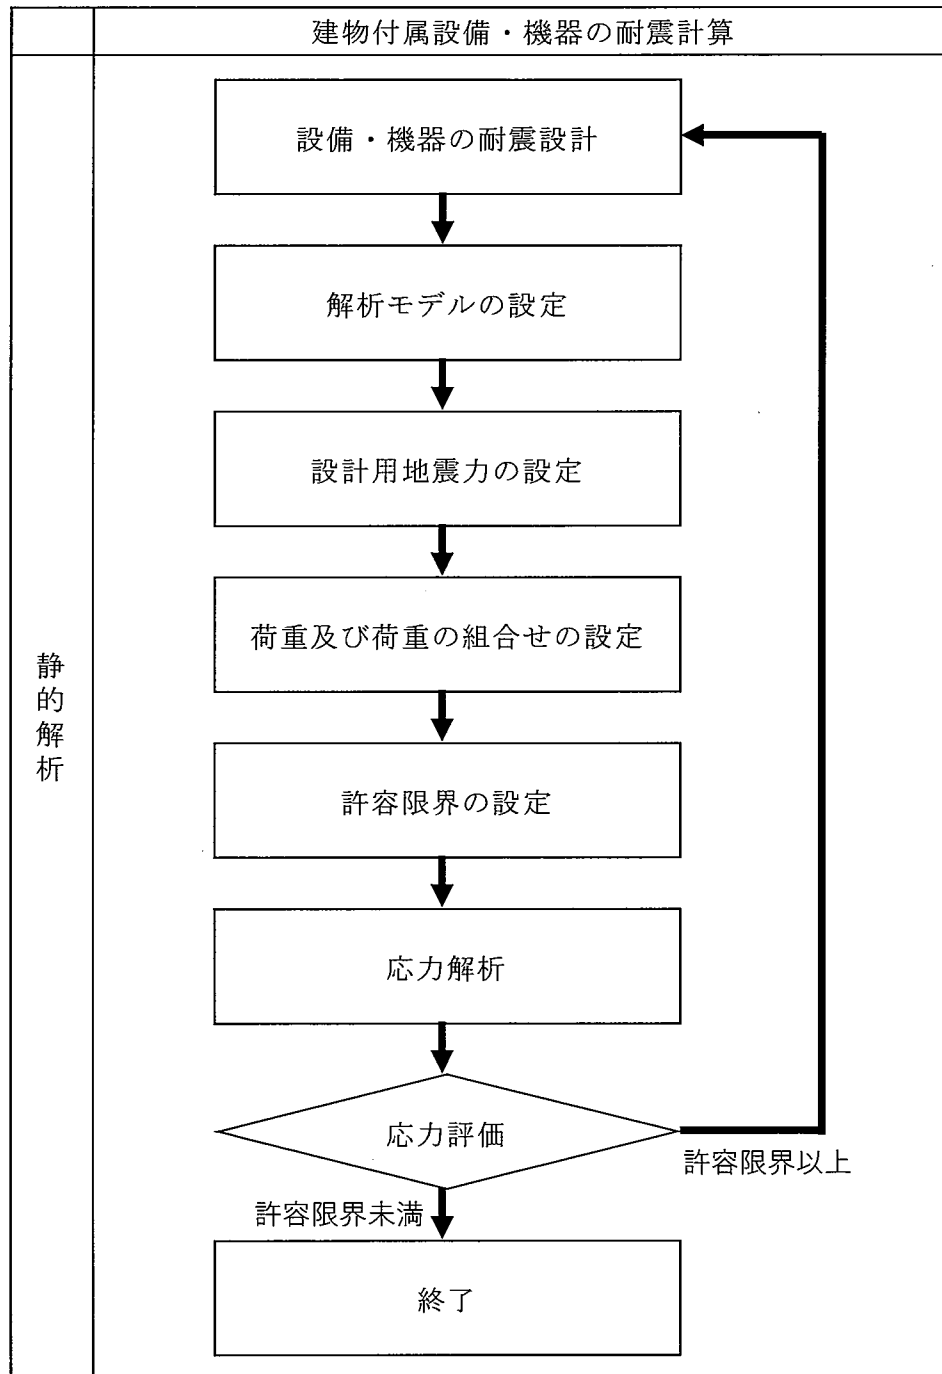 建物付属設備・機器の耐震計算
静的解析
設備・機器の耐震設計
解析モデルの設定
設計用地震力の設定
荷重及び荷重の組合せの設定
許容限界の設定
応力解析
応力評価
許容限界以上
許容限界未満
終了